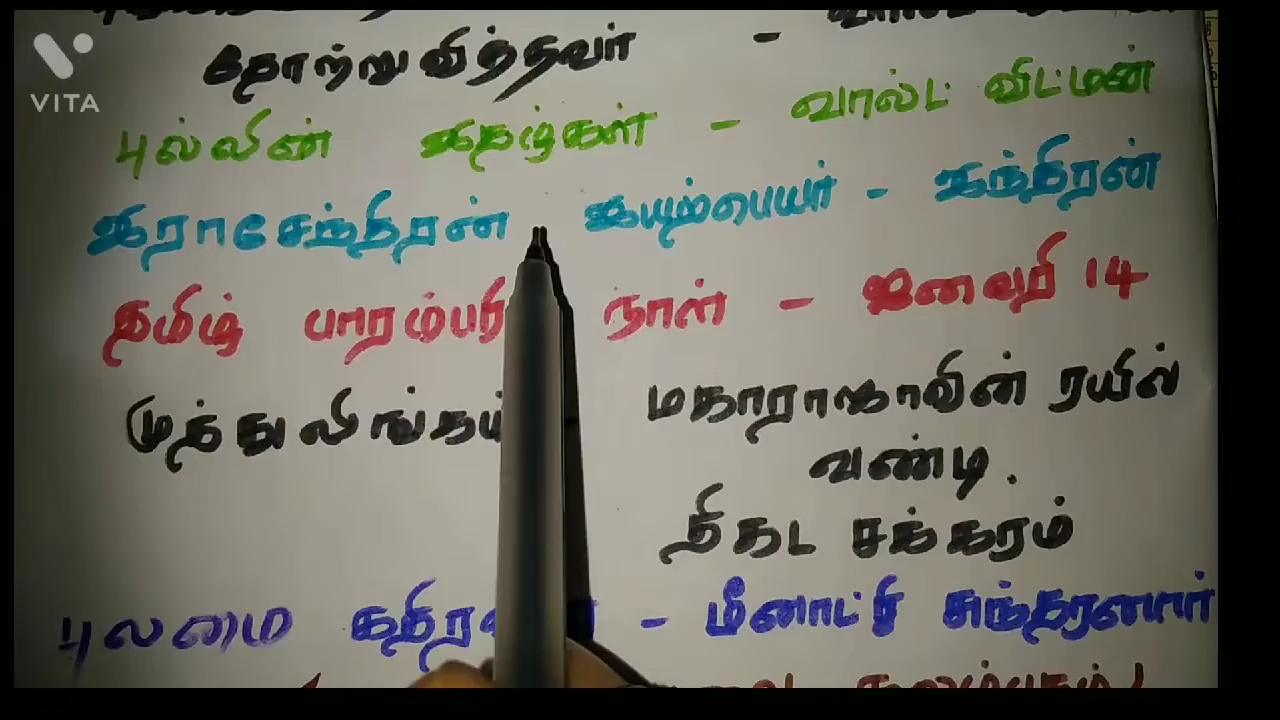 VITA
தோற்றுவித்தவர் -
புல்லின் இதழ்கள் - வால்ட் விட்மன்
இராசேந்திரன் இயற்பெயர் - இந்திரன்
தமிழ் பாரம்பரி நாள் - ஜனவரி 14
முத்துலிங்கம் மகாராஜாவின் ரயில்
வண்டி.
திகட சக்கரம்
புலமை கதிர - மீனாட்சி சுந்தரனார்